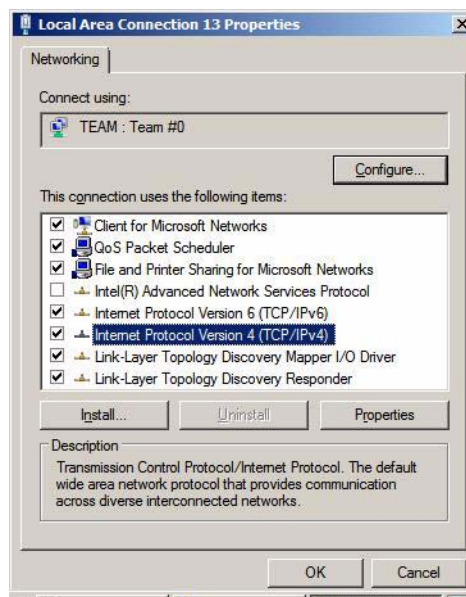 Local Area Connection 13 Properties
Networking
Connect using:
TEAM : Team #0
Configure...
This connection uses the following items:
Client for Microsoft Networks
QoS Packet Scheduler
File and Printer Sharing for Microsoft Networks
Intel(R) Advanced Network Services Protocol
Internet Protocol Version 6 (TCP/IPv6)
Internet Protocol Version 4 (TCP/IPv4)
Link-Layer Topology Discovery Mapper I/O Driver
Link-Layer Topology Discovery Responder
Install... Uninstall Properties
Description
Transmission Control Protocol/Internet Protocol. The default
wide area network protocol that provides communication
across diverse interconnected networks.
OK Cancel